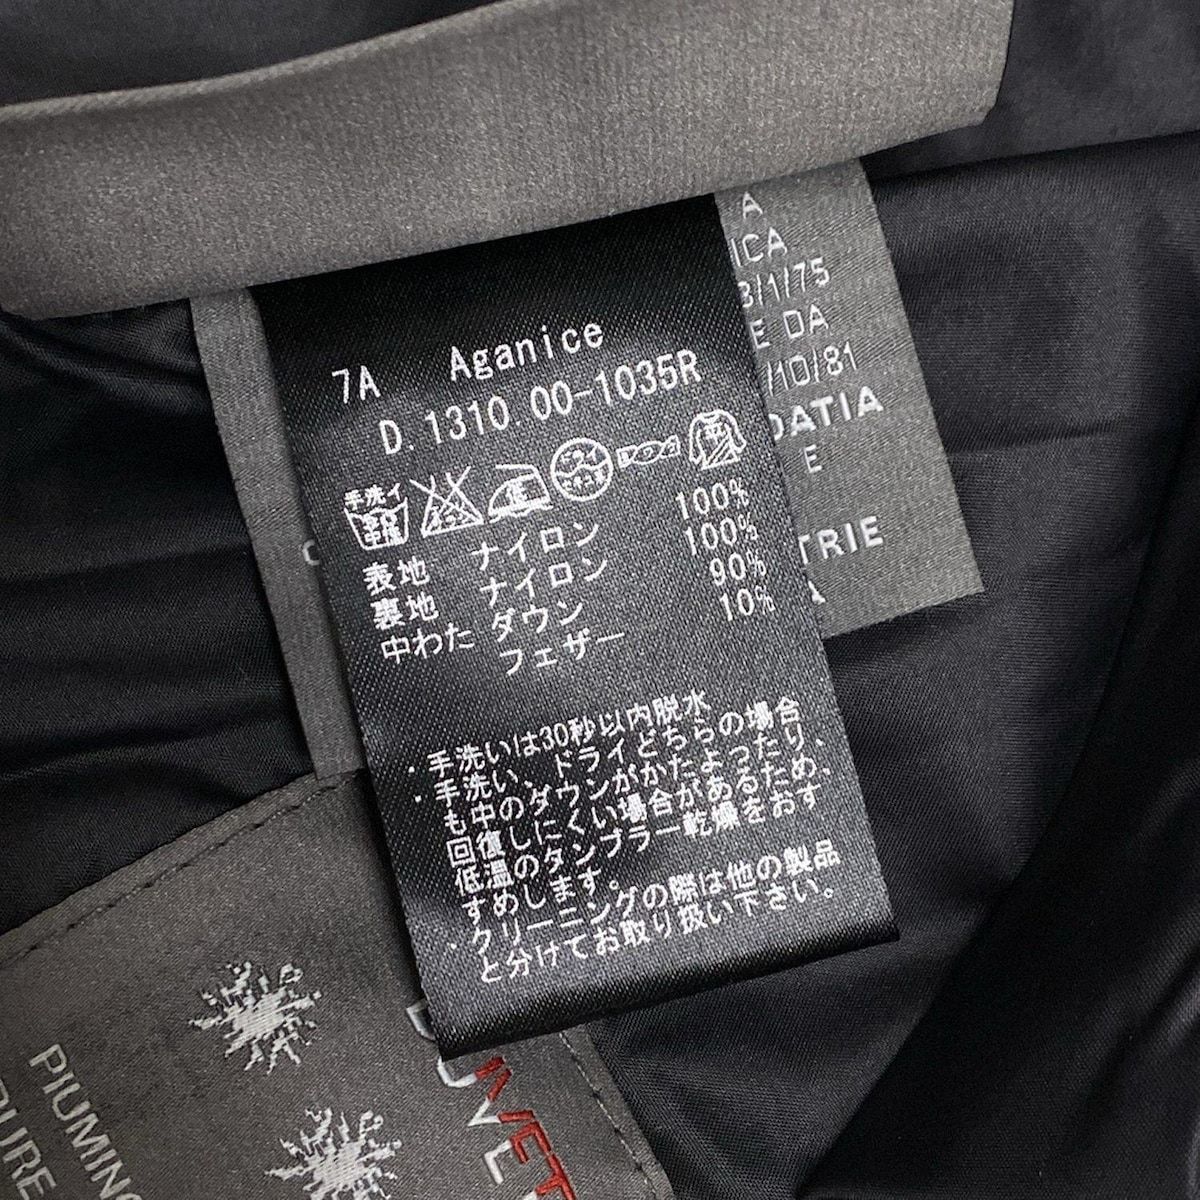 7A Aganice
D.1310.00-1035R
手洗イ
ドライ
表地 ナイロン 100%
裏地 ナイロン 100%
中わた ダウン 90%
フェザー 10%
・手洗いは30秒以内脱水
・手洗い、ドライどちらの場合
も中のダウンがかたよったり、
回復しにくい場合があるため、
低温のタンブラー乾燥をおす
すめします。
・クリーニングの際は他の製品
と分けてお取り扱い下さい。
A
ICA
3/1/75
E DA
/10/81
OATIA
E
TRIE
A
PIUMINO